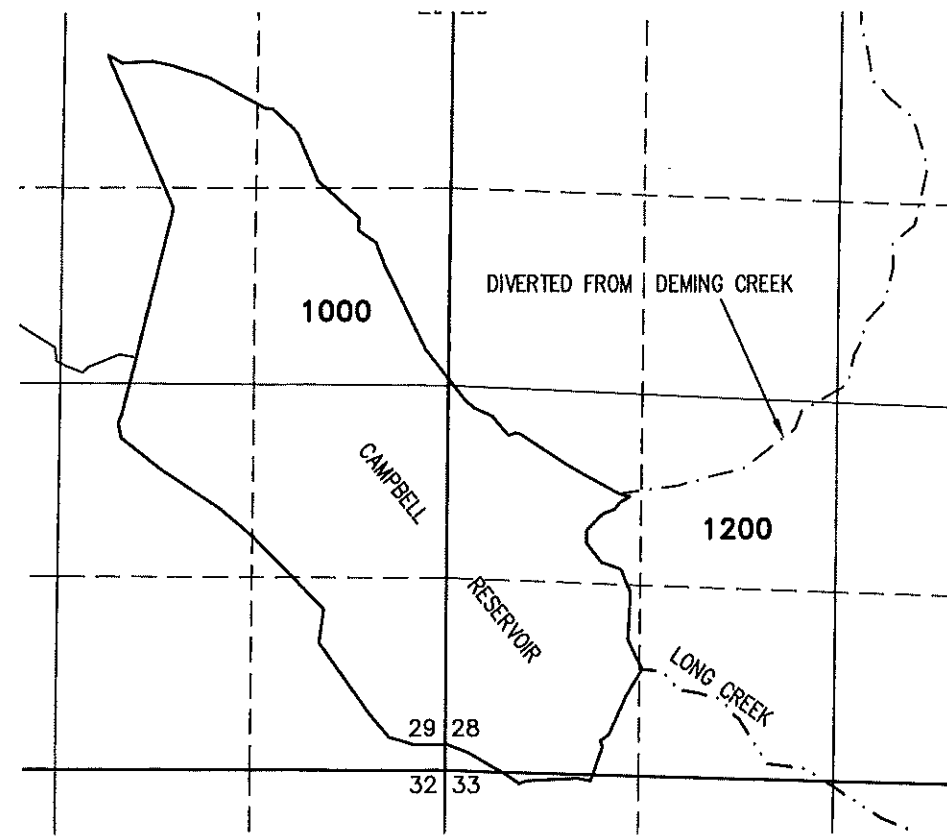 1000
DIVERTED FROM DEMING CREEK
CAMPBELL
RESERVOIR
1200
LONG CREEK
29 28
32 33